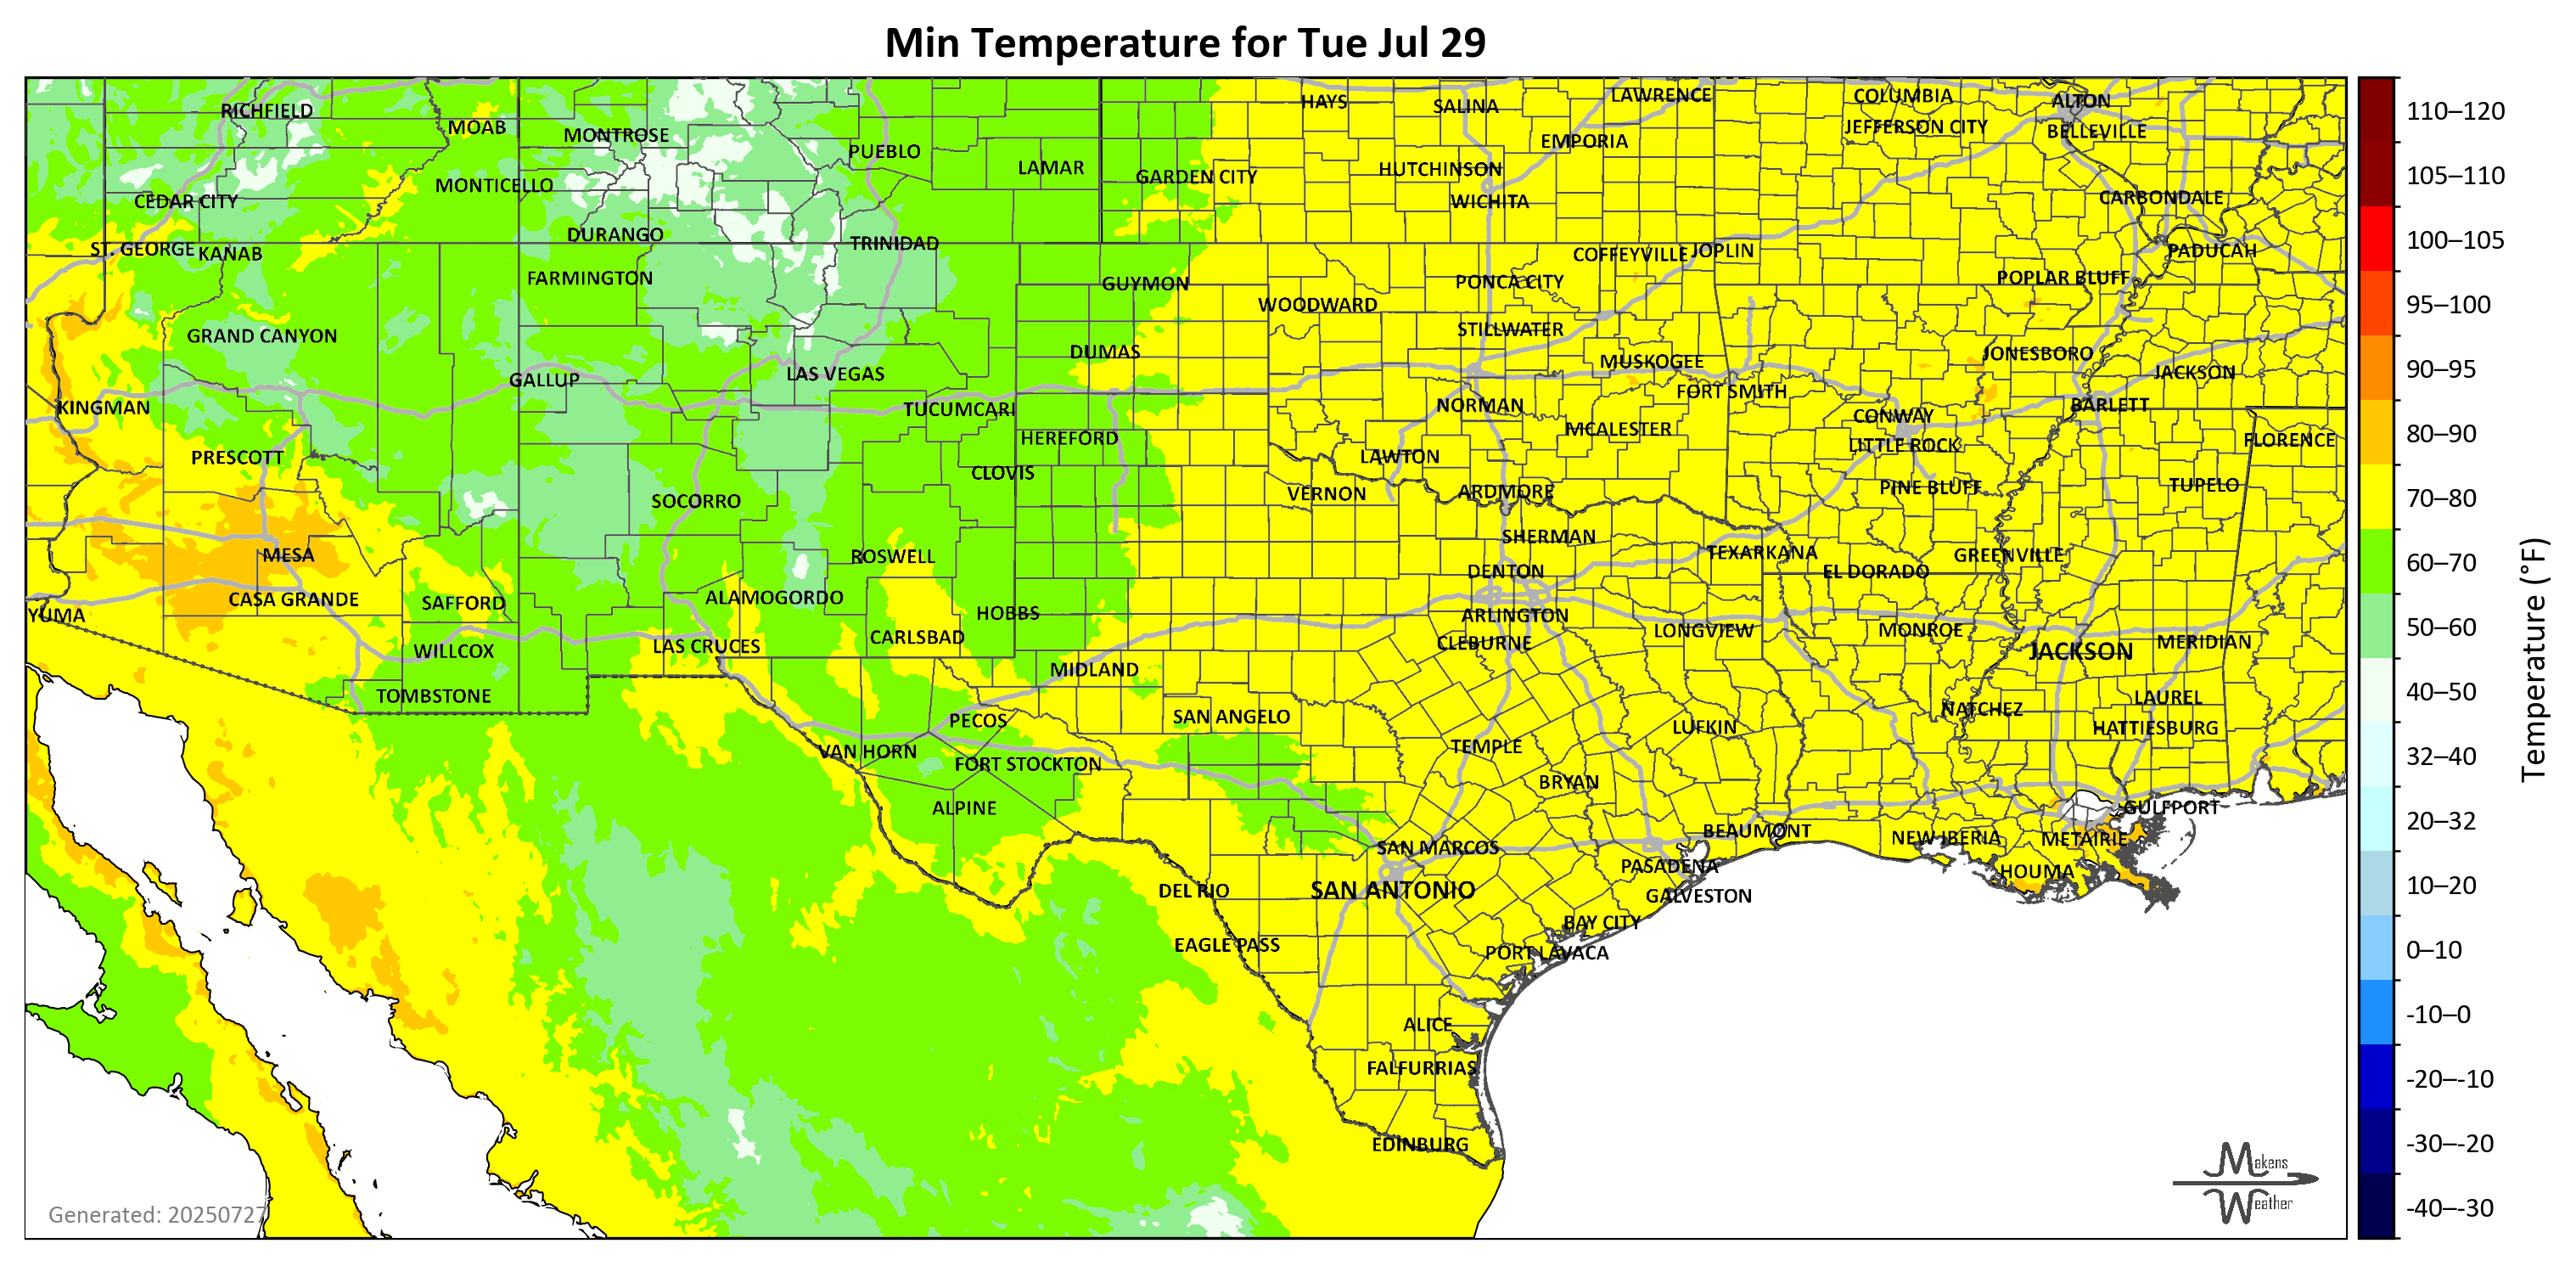 Min Temperature for Tue Jul 29
RICHFIELD
MOAB
MONTROSE
PUEBLO
LAMAR
HAYS
SALINA
LAWRENCE
COLUMBIA
ALTON
EMPORIA
JEFFERSON CITY
BELLEVILLE
CEDAR CITY
MONTICELLO
GARDEN CITY
HUTCHINSON
WICHITA
CARBONDALE
ST. GEORGE
KANAB
DURANGO
TRINIDAD
COFFEYVILLE
JOPLIN
PADUCAH
FARMINGTON
GUYMON
WOODWARD
PONCA CITY
POPLAR BLUFF
GRAND CANYON
STILLWATER
DUMAS
MUSKOGEE
JONESBORO
GALLUP
LAS VEGAS
FORT SMITH
JACKSON
KINGMAN
TUCUMCARI
NORMAN
CONWAY
BARLETT
HEREFORD
MCALESTER
LITTLE ROCK
FLORENCE
PRESCOTT
CLOVIS
LAWTON
SOCORRO
VERNON
ARDMORE
PINE BLUFF
TUPELO
MESA
ROSWELL
SHERMAN
TEXARKANA
GREENVILLE
DENTON
EL DORADO
CASA GRANDE
SAFFORD
ALAMOGORDO
HOBBS
YUMA
ARLINGTON
CLEBURNE
LONGVIEW
MONROE
WILLCOX
LAS CRUCES
CARLSBAD
JACKSON
MERIDIAN
MIDLAND
TOMBSTONE
PECOS
SAN ANGELO
NATCHEZ
LAUREL
LUFKIN
HATTIESBURG
VAN HORN
FORT STOCKTON
TEMPLE
BRYAN
ALPINE
GULFPORT
BEAUMONT
NEW IBERIA
METAIRIE
SAN MARCOS
PASADENA
HOUMA
DEL RIO
SAN ANTONIO
GALVESTON
BAY CITY
EAGLE PASS
PORT LAVACA
ALICE
FALFURRIAS
EDINBURG
Generated: 20250727
Makens
Weather
110–120
105–110
100–105
95–100
90–95
80–90
70–80
60–70
50–60
40–50
32–40
20–32
10–20
0–10
-10–0
-20–-10
-30–-20
-40–-30
Temperature (°F)